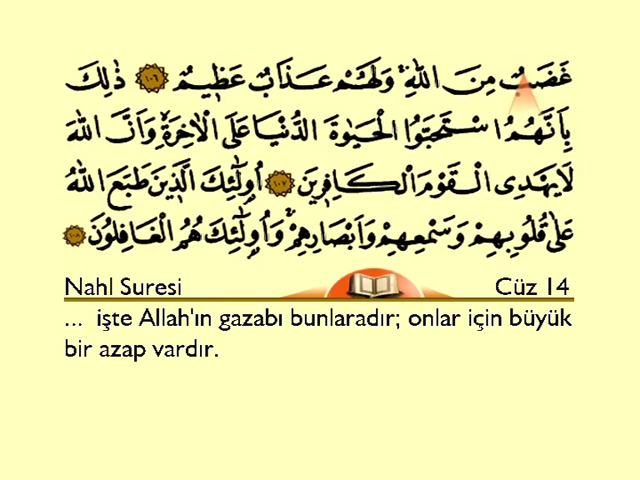 غَضَبٌ مِنَ اللّٰهِۚ وَلَهُمْ عَذَابٌ عَظ۪يمٌ ﴿١٠٦﴾ ذٰلِكَ
بِاَنَّهُمُ اسْتَحَبُّوا الْحَيٰوةَ الدُّنْيَا عَلَى الْاٰخِرَةِۙ وَاَنَّ اللّٰهَ
لَا يَهْدِى الْقَوْمَ الْكَافِر۪ينَ ﴿١٠٧﴾ اُو۬لٰٓئِكَ الَّذ۪ينَ طَبَعَ اللّٰهُ
عَلٰى قُلُوبِهِمْ وَسَمْعِهِمْ وَاَبْصَارِهِمْۚ وَاُو۬لٰٓئِكَ هُمُ الْغَافِلُونَ ﴿١٠٨﴾
Nahl Suresi Cüz 14
... işte Allah'ın gazabı bunlaradır; onlar için büyük
bir azap vardır.